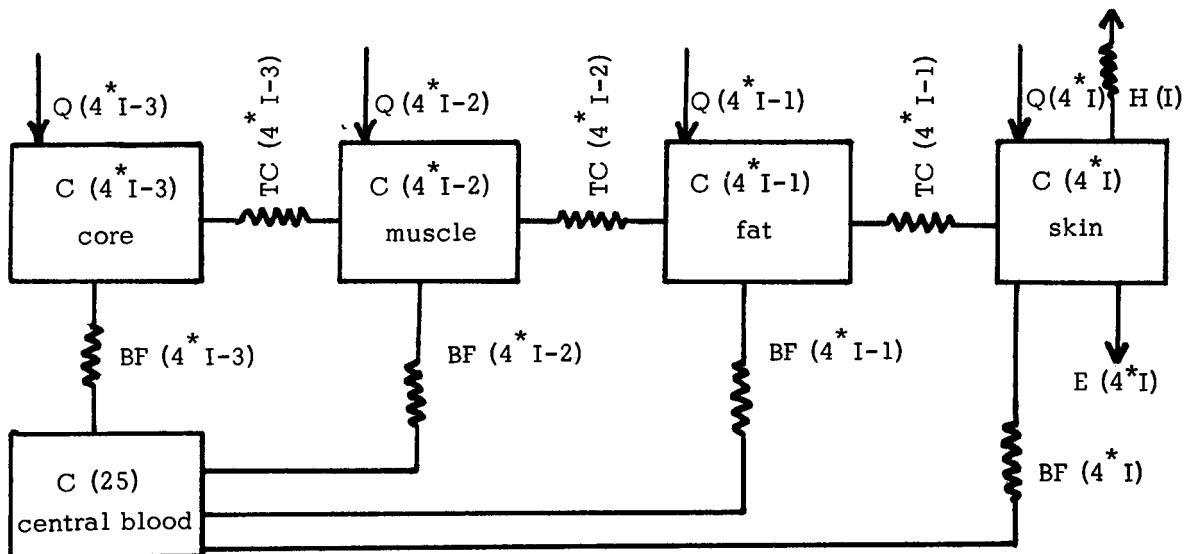 Q (4*I-3)
TC (4*I-3)
Q (4*I-2)
TC (4*I-2)
Q (4*I-1)
TC (4*I-1)
Q(4*I)
H (I)
C (4*I-3)
core
C (4*I-2)
muscle
C (4*I-1)
fat
C (4*I)
skin
BF (4*I-3)
BF (4*I-2)
BF (4*I-1)
E (4*I)
BF (4*I)
C (25)
central blood